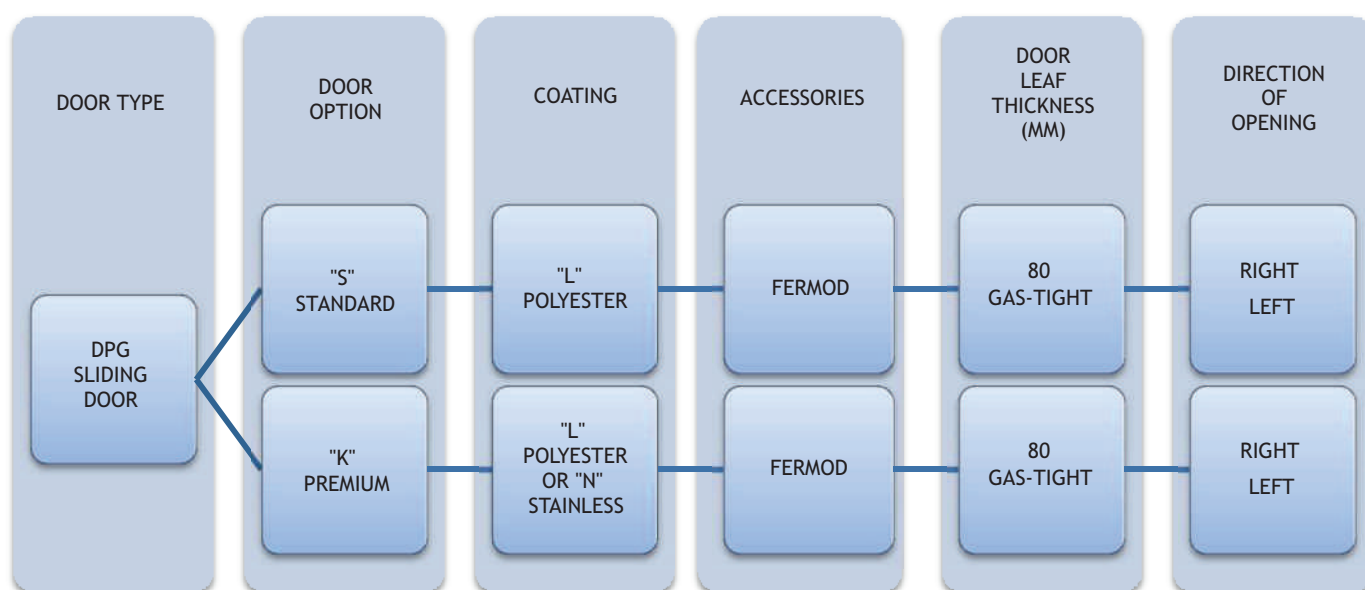 DOOR TYPE
DOOR
OPTION
COATING
ACCESSORIES
DOOR
LEAF
THICKNESS
(MM)
DIRECTION
OF
OPENING
DPG
SLIDING
DOOR
"S"
STANDARD
"L"
POLYESTER
FERMOD
80
GAS-TIGHT
RIGHT
LEFT
"K"
PREMIUM
"L"
POLYESTER
OR "N"
STAINLESS
FERMOD
80
GAS-TIGHT
RIGHT
LEFT